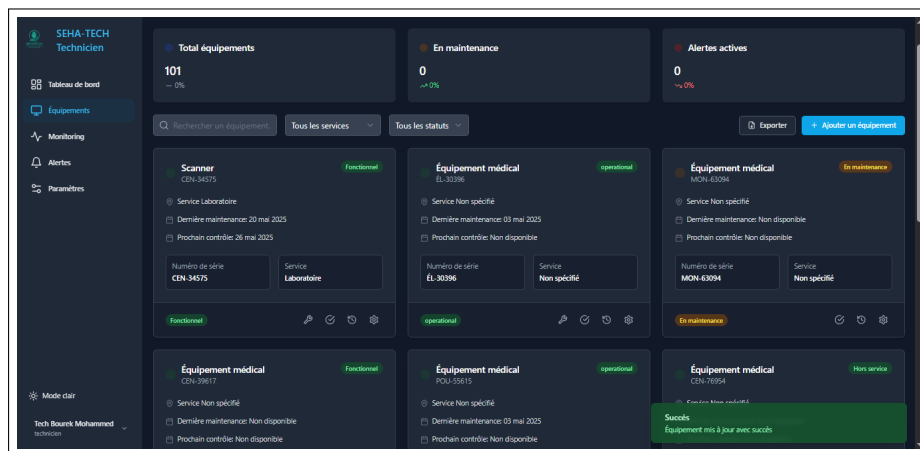 SEHA-TECH
Technicien
Tableau de bord
Équipements
Monitoring
Alertes
Paramètres
Mode clair
Tech Bourek Mohammed
technicien
Total équipements
101
— 0%
En maintenance
0
0%
Alertes actives
0
0%
Rechercher un équipement.
Tous les services
Tous les statuts
Exporter
+ Ajouter un équipement
Scanner
Fonctionnel
CEN-34575
Service Laboratoire
Dernière maintenance: 20 mai 2025
Prochain contrôle: 26 mai 2025
Numéro de série
CEN-34575
Service
Laboratoire
Fonctionnel
Équipement médical
operational
ÉL-30396
Service Non spécifié
Dernière maintenance: 03 mai 2025
Prochain contrôle: Non disponible
Numéro de série
ÉL-30396
Service
Non spécifié
operational
Équipement médical
En maintenance
MON-63094
Service Non spécifié
Dernière maintenance: Non disponible
Prochain contrôle: Non disponible
Numéro de série
MON-63094
Service
Non spécifié
En maintenance
Équipement médical
Fonctionnel
CEN-39617
Service Non spécifié
Dernière maintenance: Non disponible
Prochain contrôle: Non disponible
Équipement médical
operational
POU-55615
Service Non spécifié
Dernière maintenance: 03 mai 2025
Prochain contrôle: Non disponible
Équipement médical
Hors service
CEN-76954
Service Non spécifié
Succès
Équipement mis à jour avec succès